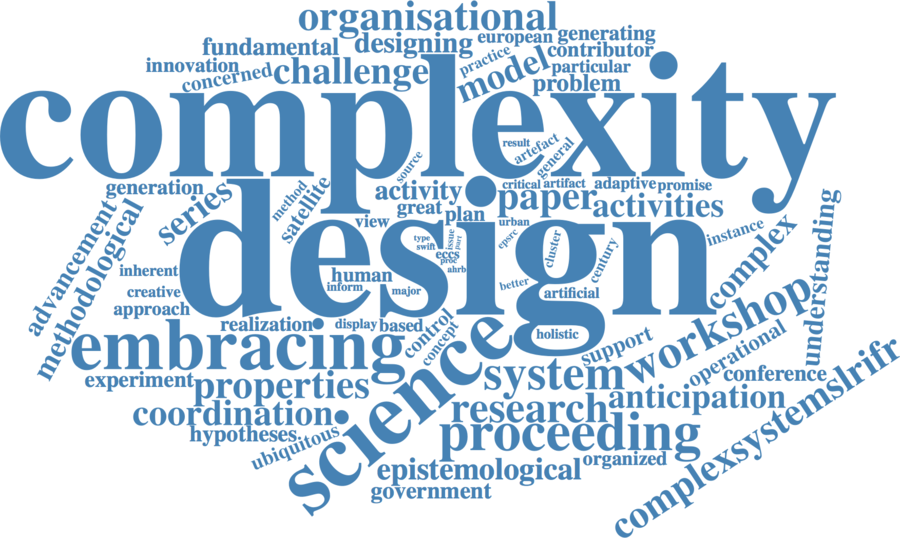 organisational
fundamental
designing
european
generating
innovation
concerned
challenge
practice
model
contributor
particular
problem
complexity
result
artefact
general
source
generation
series
method
satellite
activity
critical
artifact
adaptive
promise
paper
activities
view
great
plan
urban
design
advancement
methodological
type
swift
issue
part
eccs
proc
ahrb
epsrc
cluster
century
instance
complex
understanding
inherent
creative
approach
human
inform
major
better
artificial
realization
display
based
control
concept
holistic
embracing
science
support
workshop
operational
conference
experiment
properties
system
coordination
research
anticipation
hypotheses
ubiquitous
proceeding
complexsystemslrifr
epistemological
organized
government